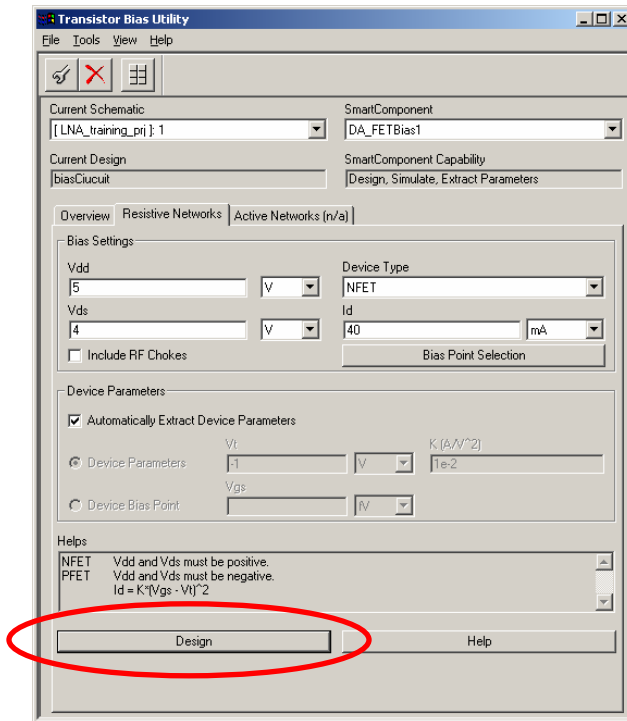 Transistor Bias Utility
File Tools View Help
Current Schematic SmartComponent
[ LNA_training_prj ]: 1 DA_FETBias1
Current Design SmartComponent Capability
biasCiucuit Design, Simulate, Extract Parameters
Overview Resistive Networks Active Networks (n/a)
Bias Settings
Vdd Device Type
5 V NFET
Vds Id
4 V 40 mA
Include RF Chokes Bias Point Selection
Device Parameters
Automatically Extract Device Parameters
Vt K (A/V^2)
Device Parameters -1 V 1e-2
Vgs
Device Bias Point fV
Helps
NFET Vdd and Vds must be positive.
PFET Vdd and Vds must be negative.
Id = K*(Vgs - Vt)^2
Design Help